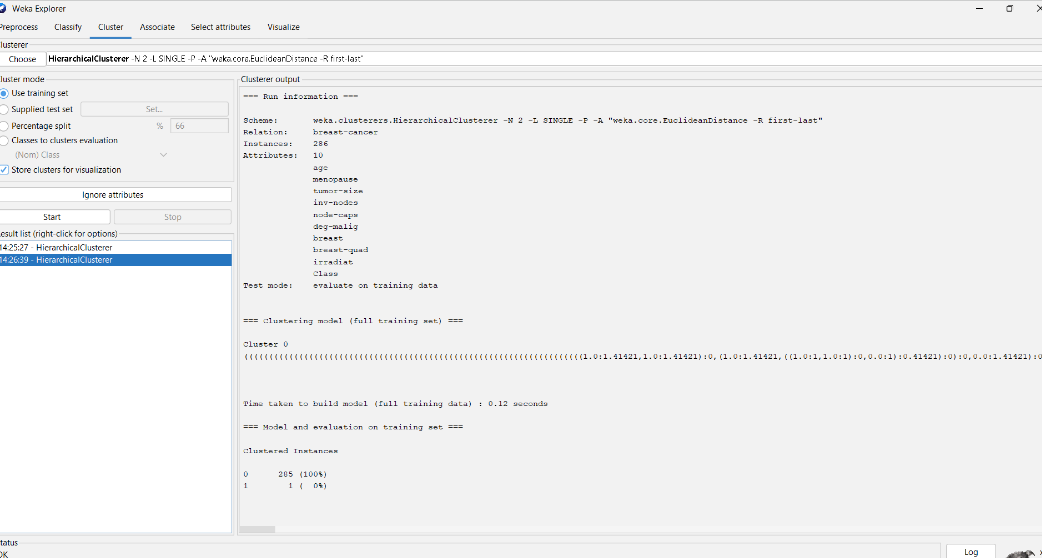 Weka Explorer
Preprocess Classify Cluster Associate Select attributes Visualize
Clusterer
Choose HierarchicalClusterer -N 2 -L SINGLE -P -A "weka.core.EuclideanDistance -R first-last"
Cluster mode
Use training set
Supplied test set Set...
Percentage split % 66
Classes to clusters evaluation
(Nom) Class
Store clusters for visualization
Ignore attributes
Start Stop
Result list (right-click for options)
14:25:27 - HierarchicalClusterer
14:26:39 - HierarchicalClusterer
Clusterer output
=== Run information ===
Scheme: weka.clusterers.HierarchicalClusterer -N 2 -L SINGLE -P -A "weka.core.EuclideanDistance -R first-last"
Relation: breast-cancer
Instances: 286
Attributes: 10
age
menopause
tumor-size
inv-nodes
node-caps
deg-malig
breast
breast-quad
irradiat
Class
Test mode: evaluate on training data
=== Clustering model (full training set) ===
Cluster 0
((((((((((((((((((((((((((((((((((((((((((((((((((((((((((((((((((1.0:1.41421,1.0:1.41421):0,(1.0:1.41421,((1.0:1,1.0:1):0,0.0:1):0.41421):0):0,0.0:1.41421):0
Time taken to build model (full training data) : 0.12 seconds
=== Model and evaluation on training set ===
Clustered Instances
0 285 (100%)
1 1 ( 0%)
Status
OK
Log